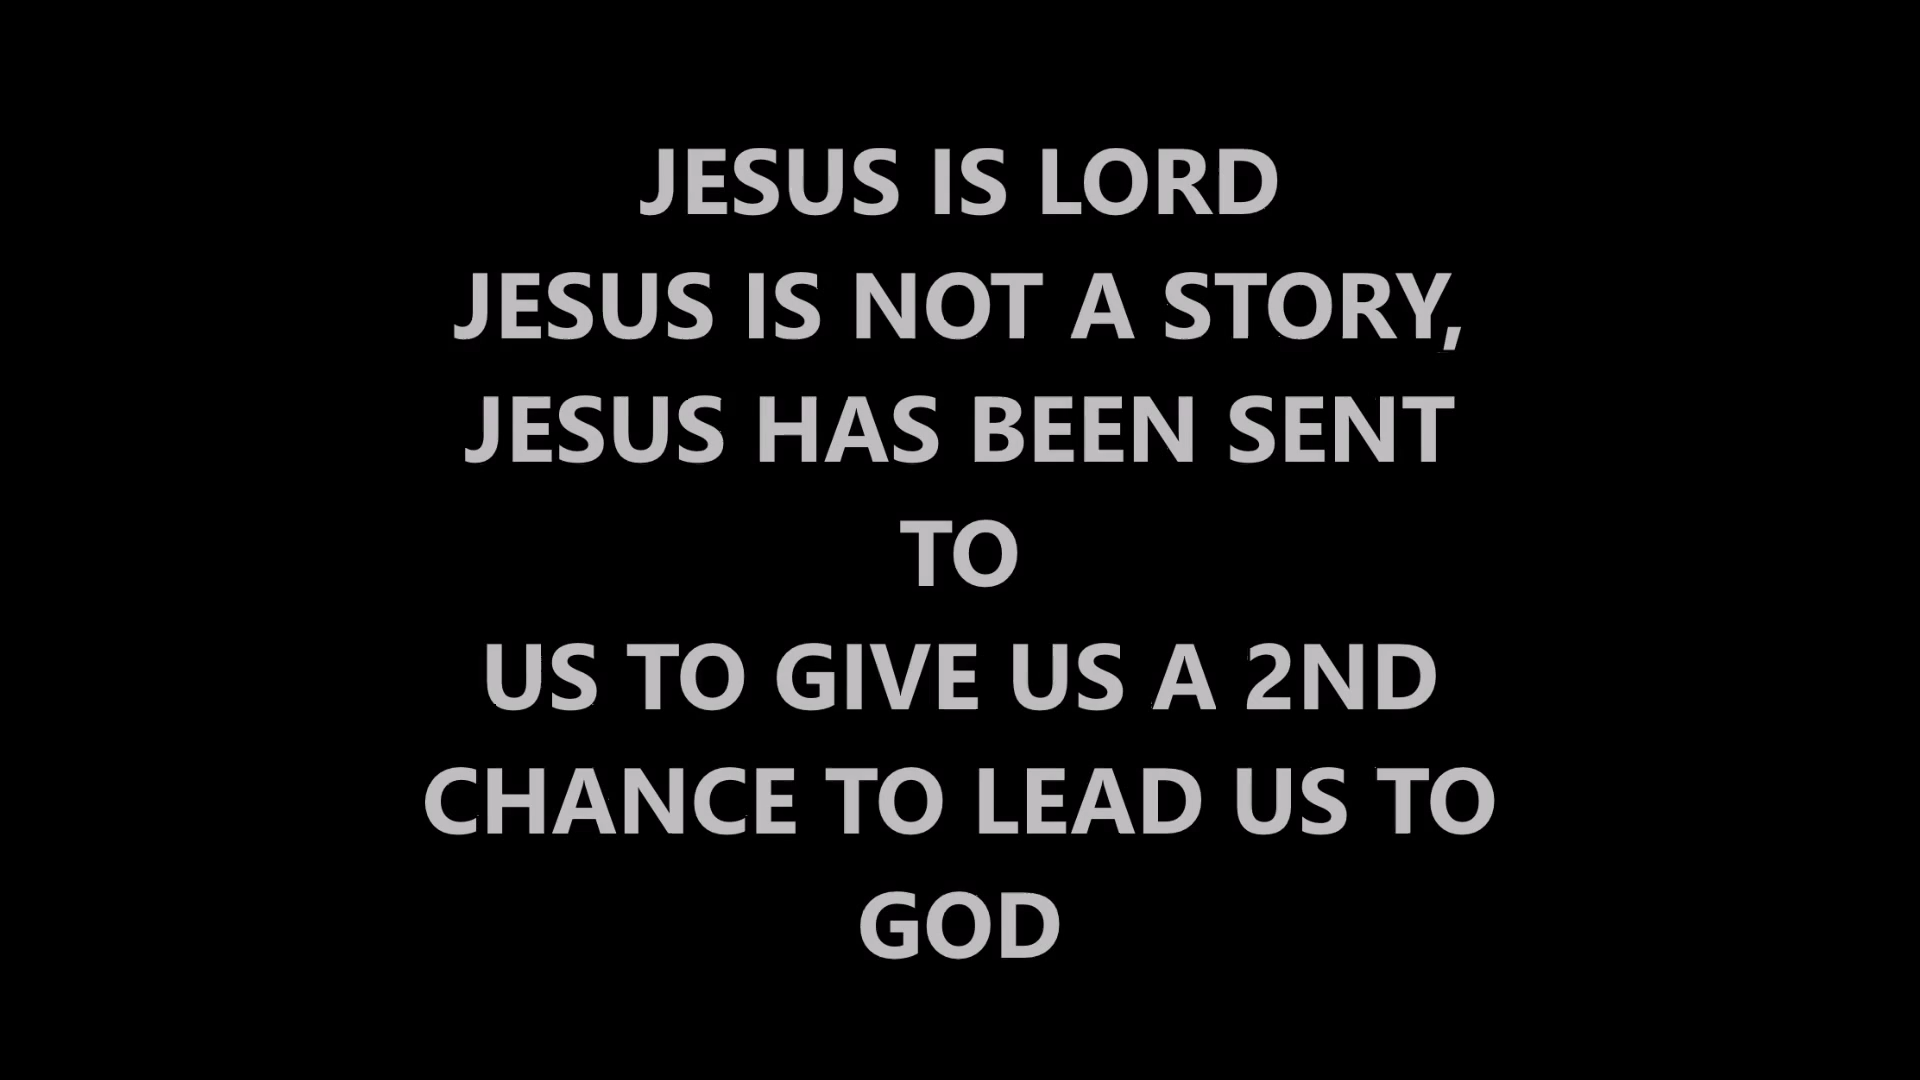 JESUS IS LORD
JESUS IS NOT A STORY,
JESUS HAS BEEN SENT
TO
US TO GIVE US A 2ND
CHANCE TO LEAD US TO
GOD